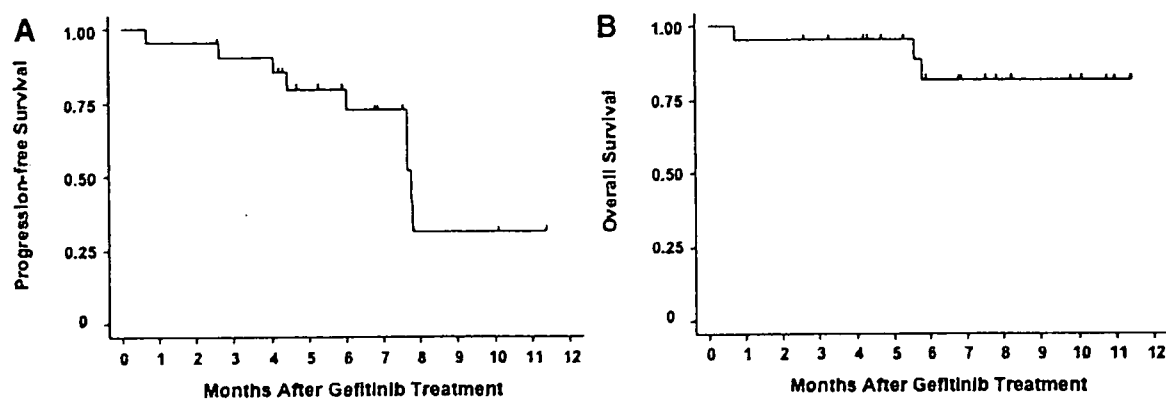 A
Progression-free Survival
1.00
0.75
0.50
0.25
0
0 1 2 3 4 5 6 7 8 9 10 11 12
Months After Gefitinib Treatment
B
Overall Survival
1.00
0.75
0.50
0.25
0
0 1 2 3 4 5 6 7 8 9 10 11 12
Months After Gefitinib Treatment